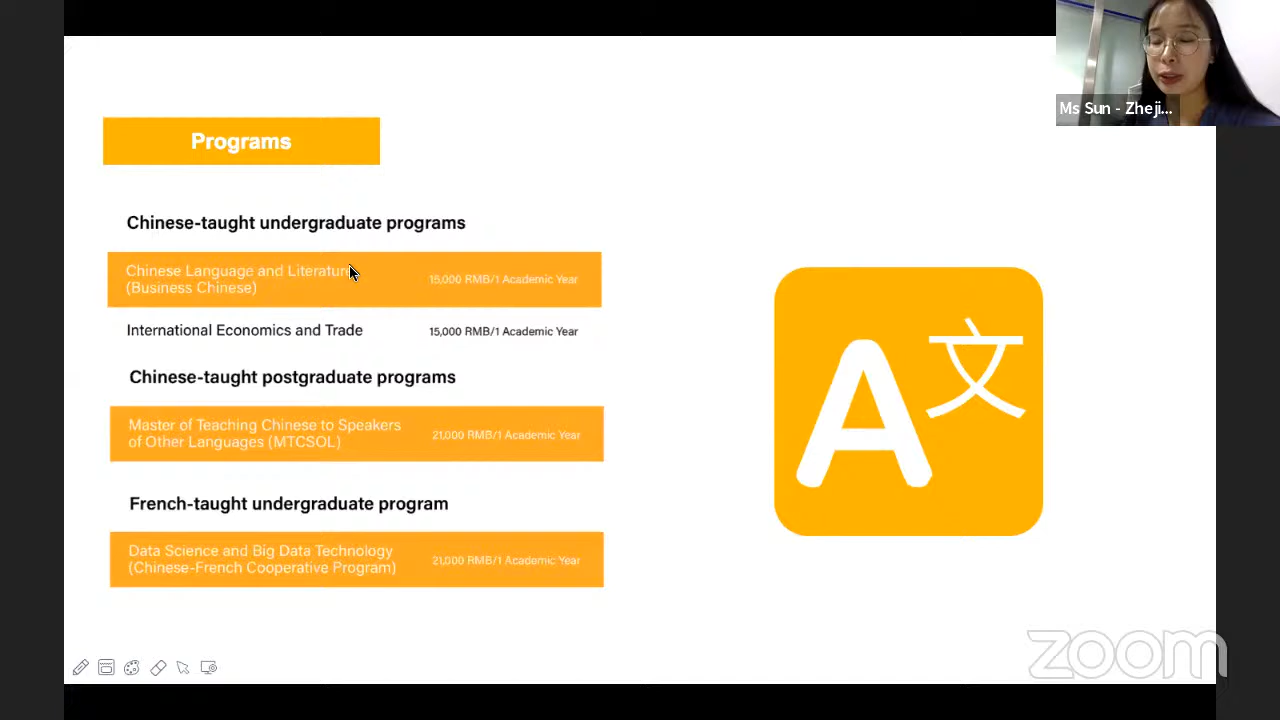 Ms Sun - Zheji...
Programs
Chinese-taught undergraduate programs
Chinese Language and Literature
(Business Chinese)
15,000 RMB/1 Academic Year
International Economics and Trade
15,000 RMB/1 Academic Year
Chinese-taught postgraduate programs
Master of Teaching Chinese to Speakers
of Other Languages (MTCSOL)
21,000 RMB/1 Academic Year
French-taught undergraduate program
Data Science and Big Data Technology
(Chinese-French Cooperative Program)
21,000 RMB/1 Academic Year
A文
zoom